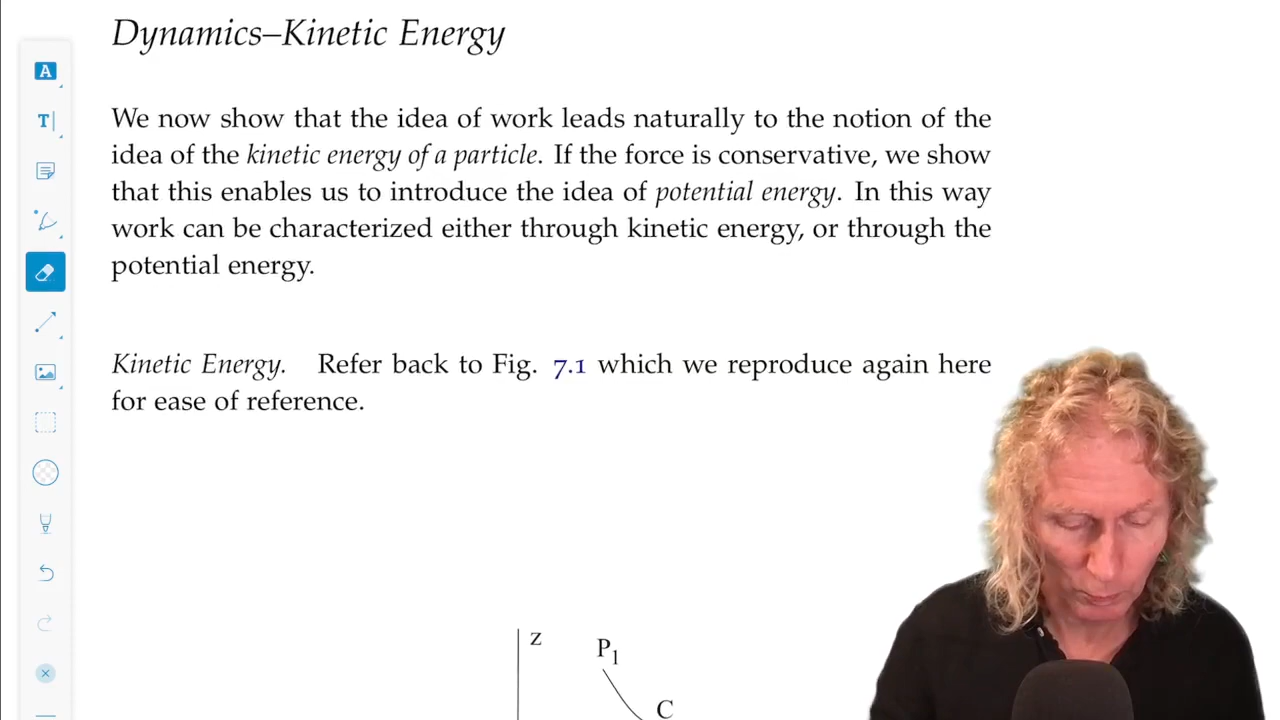 Dynamics–Kinetic Energy
We now show that the idea of work leads naturally to the notion of the
idea of the kinetic energy of a particle. If the force is conservative, we show
that this enables us to introduce the idea of potential energy. In this way
work can be characterized either through kinetic energy, or through the
potential energy.
Kinetic Energy. Refer back to Fig. 7.1 which we reproduce again here
for ease of reference.
z
P1
C
A
T